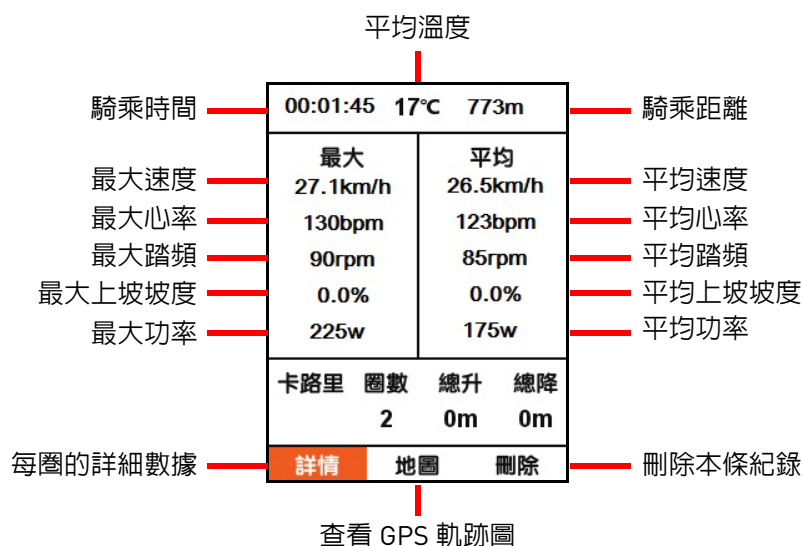 平均溫度
騎乘時間 00:01:45 17℃ 773m 騎乘距離
最大 平均
最大速度 27.1km/h 26.5km/h 平均速度
最大心率 130bpm 123bpm 平均心率
最大踏頻 90rpm 85rpm 平均踏頻
最大上坡坡度 0.0% 0.0% 平均上坡坡度
最大功率 225w 175w 平均功率
卡路里 圈數 總升 總降
2 0m 0m
每圈的詳細數據 詳情 地圖 刪除 刪除本條紀錄
查看 GPS 軌跡圖